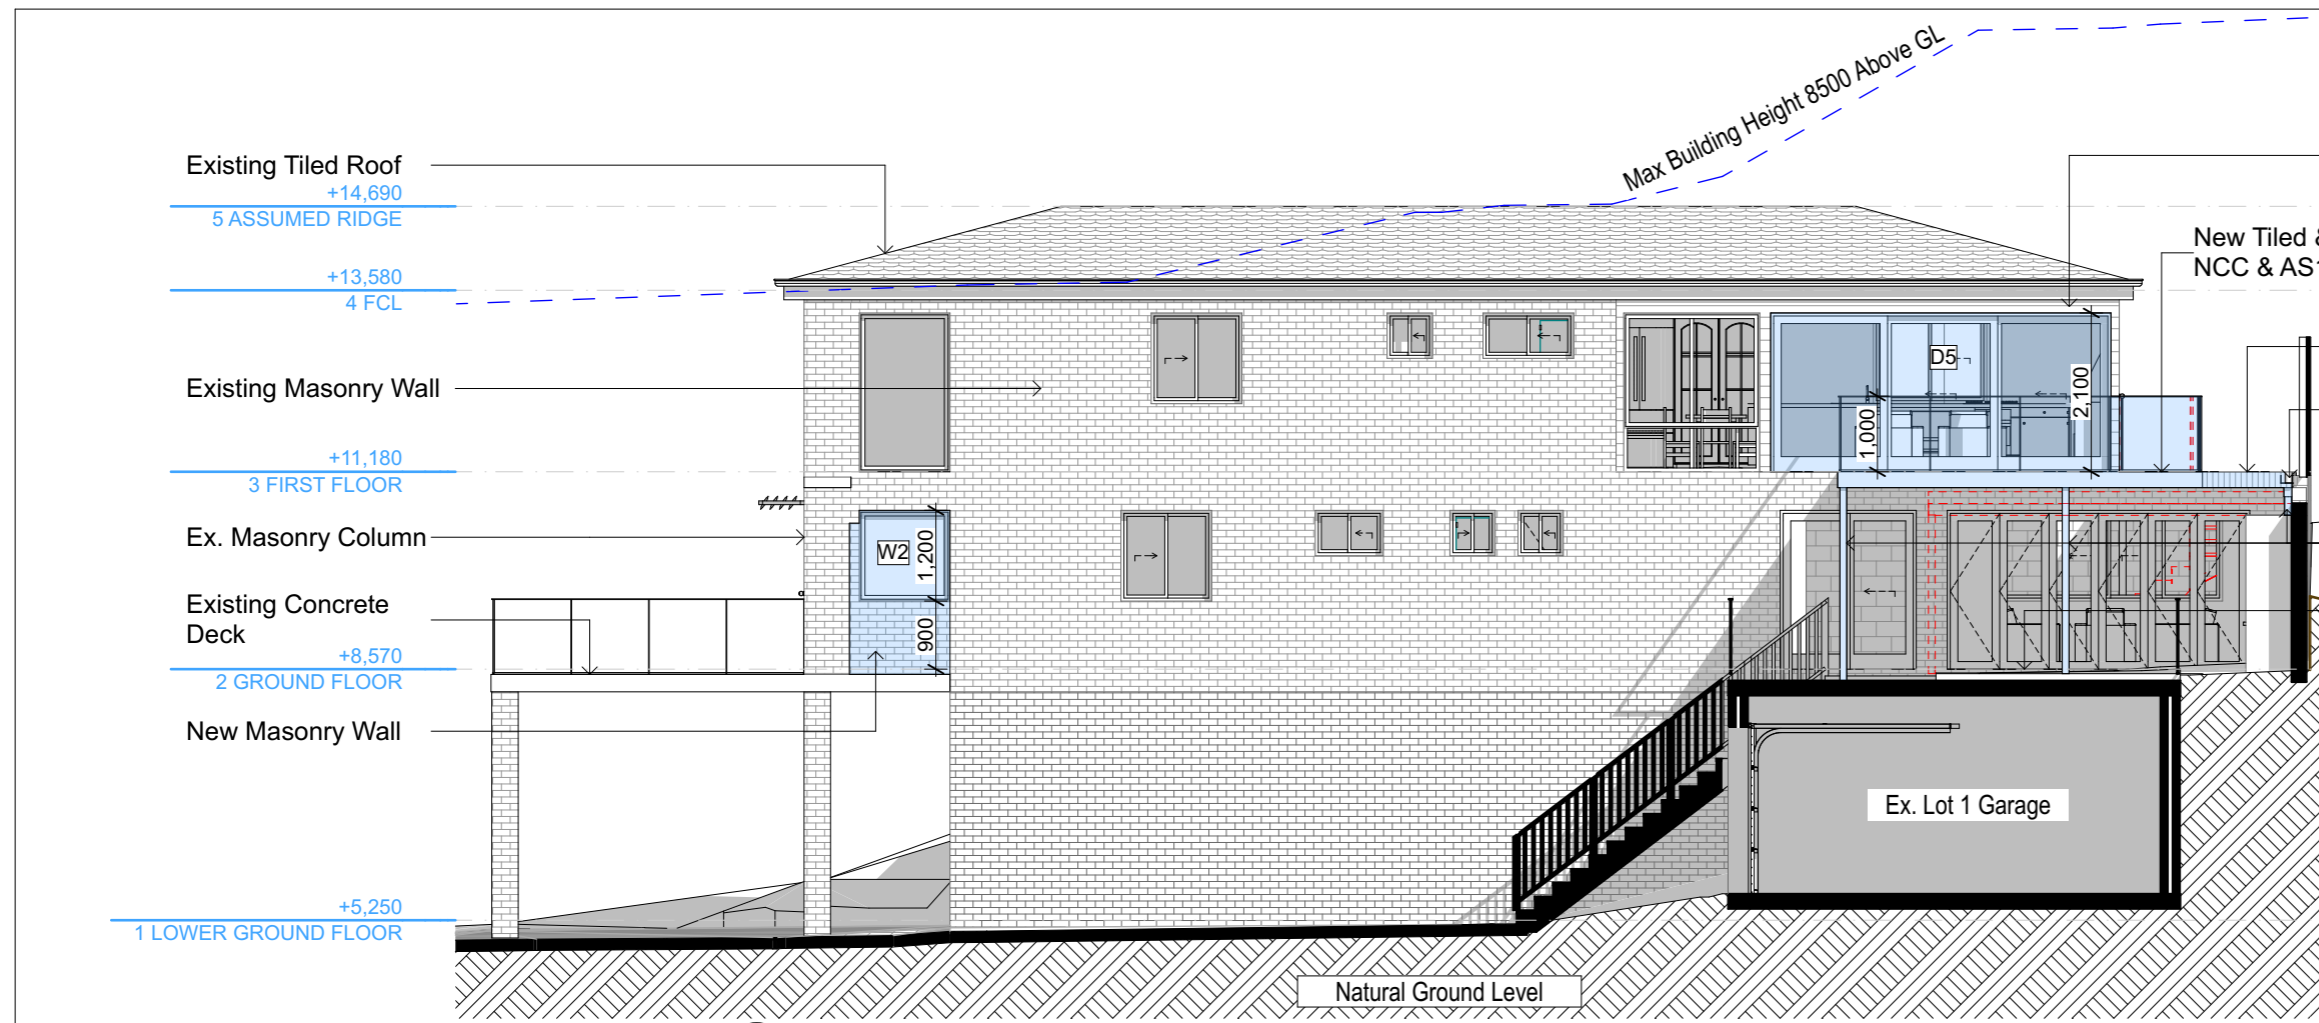 Max Building Height 8500 Above GL
Existing Tiled Roof
+14,690
5 ASSUMED RIDGE
New Tiled &
NCC & AS1
+13,580
4 FCL
D5
2,100
1,000
Existing Masonry Wall
+11,180
3 FIRST FLOOR
Ex. Masonry Column
W2
1,200
Existing Concrete
Deck
900
+8,570
2 GROUND FLOOR
New Masonry Wall
Ex. Lot 1 Garage
+5,250
1 LOWER GROUND FLOOR
Natural Ground Level